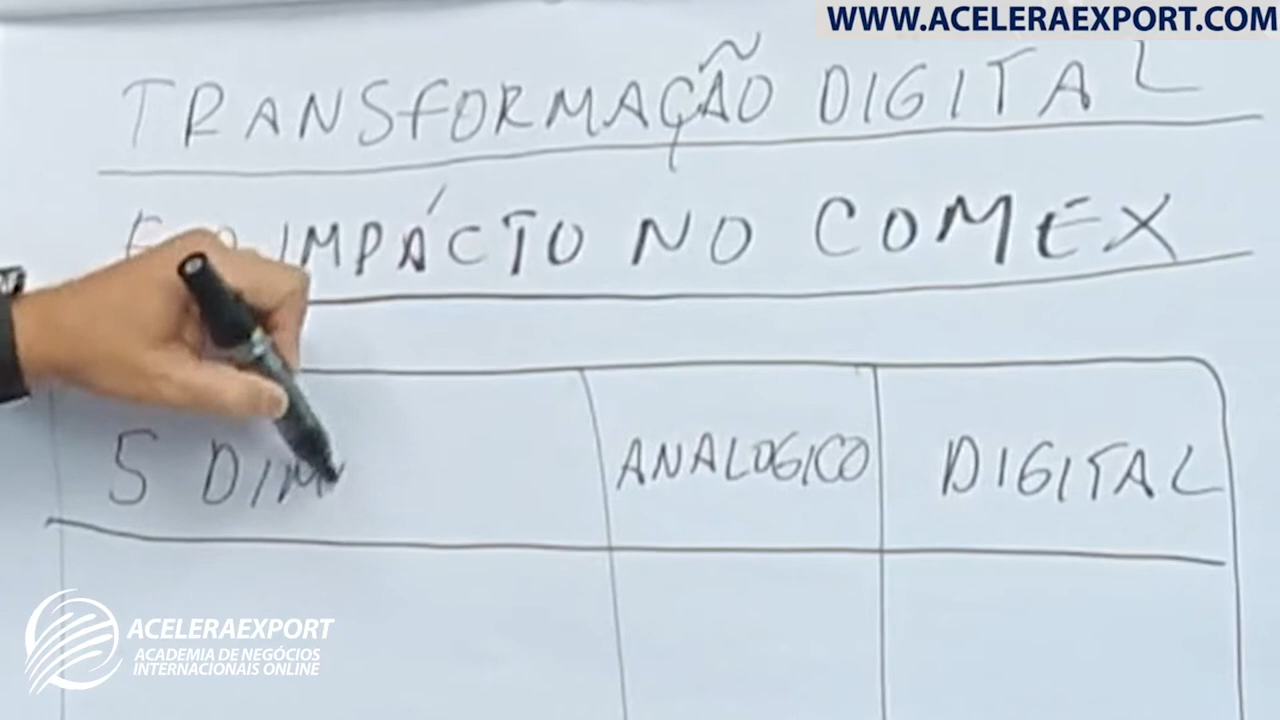 WWW.ACELERAEXPORT.COM
TRANSFORMAÇÃO DIGITAL
IMPÁCTO NO COMEX
5 DIM
ANALOGICO
DIGITAL
ACELERAEXPORT
ACADEMIA DE NEGÓCIOS
INTERNACIONAIS ONLINE